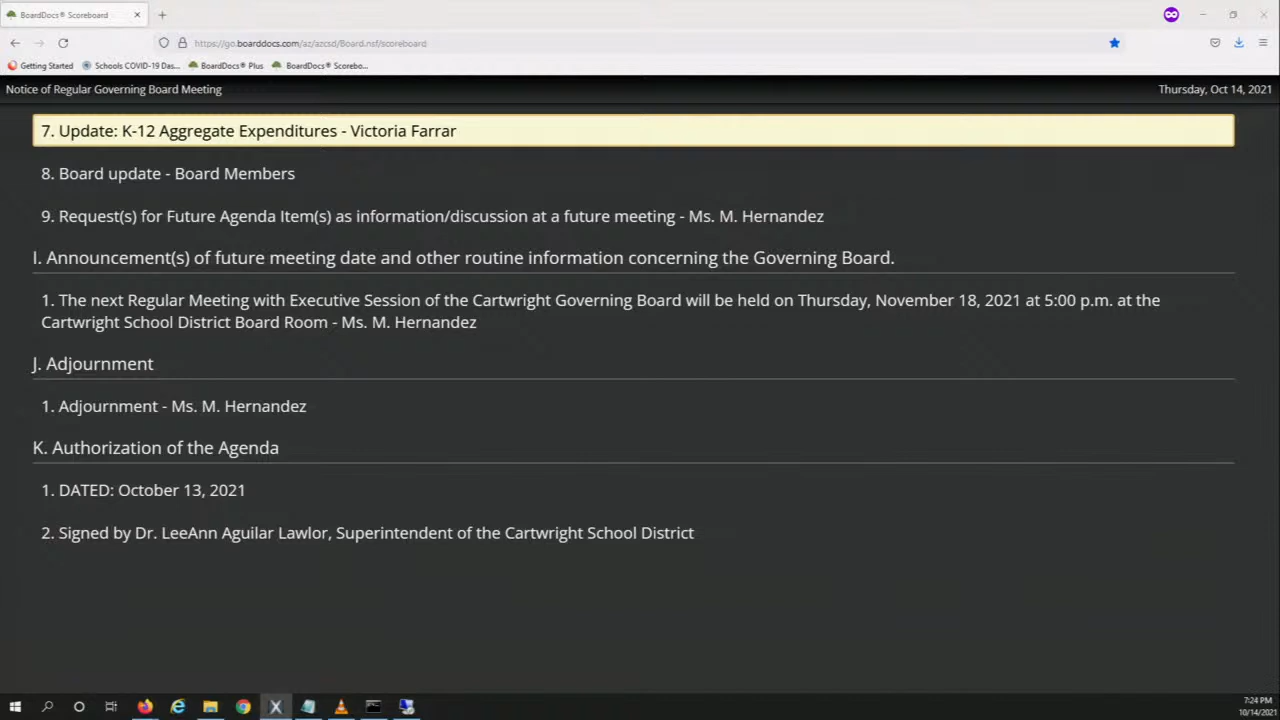 BoardDocs® Scoreboard
https://go.boarddocs.com/az/azcsd/Board.nsf/scoreboard
Getting Started Schools COVID-19 Das... BoardDocs® Plus BoardDocs® Scorebo...
Notice of Regular Governing Board Meeting Thursday, Oct 14, 2021
7. Update: K-12 Aggregate Expenditures - Victoria Farrar
8. Board update - Board Members
9. Request(s) for Future Agenda Item(s) as information/discussion at a future meeting - Ms. M. Hernandez
I. Announcement(s) of future meeting date and other routine information concerning the Governing Board.
1. The next Regular Meeting with Executive Session of the Cartwright Governing Board will be held on Thursday, November 18, 2021 at 5:00 p.m. at the
Cartwright School District Board Room - Ms. M. Hernandez
J. Adjournment
1. Adjournment - Ms. M. Hernandez
K. Authorization of the Agenda
1. DATED: October 13, 2021
2. Signed by Dr. LeeAnn Aguilar Lawlor, Superintendent of the Cartwright School District
7:24 PM
10/14/2021